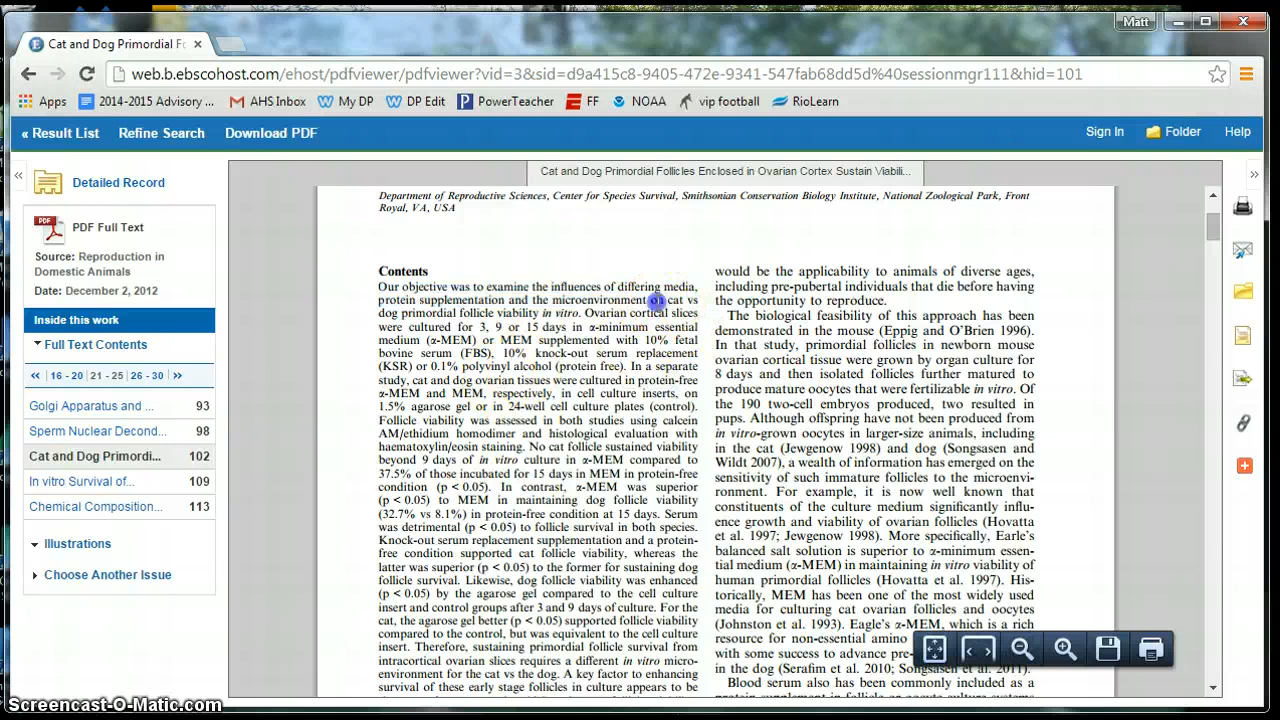 Matt
Cat and Dog Primordial Fo
web.b.ebscohost.com/ehost/pdfviewer/pdfviewer?vid=3&sid=d9a415c8-9405-472e-9341-547fab68dd5d%40sessionmgr111&hid=101
Apps 2014-2015 Advisory ... AHS Inbox My DP DP Edit PowerTeacher FF NOAA vip football RioLearn
« Result List Refine Search Download PDF Sign In Folder Help
Detailed Record
PDF Full Text
Source: Reproduction in
Domestic Animals
Date: December 2, 2012
Inside this work
Full Text Contents
«« 16 - 20 | 21 - 25 | 26 - 30 | »»
Golgi Apparatus and ... 93
Sperm Nuclear Decond... 98
Cat and Dog Primordi... 102
In vitro Survival of... 109
Chemical Composition... 113
Illustrations
Choose Another Issue
Cat and Dog Primordial Follicles Enclosed in Ovarian Cortex Sustain Viabili...
Department of Reproductive Sciences, Center for Species Survival, Smithsonian Conservation Biology Institute, National Zoological Park, Front
Royal, VA, USA
Contents
Our objective was to examine the influences of differing media,
protein supplementation and the microenvironment on cat vs
dog primordial follicle viability in vitro. Ovarian cortical slices
were cultured for 3, 9 or 15 days in α-minimum essential
medium (α-MEM) or MEM supplemented with 10% fetal
bovine serum (FBS), 10% knock-out serum replacement
(KSR) or 0.1% polyvinyl alcohol (protein free). In a separate
study, cat and dog ovarian tissues were cultured in protein-free
α-MEM and MEM, respectively, in cell culture inserts, on
1.5% agarose gel or in 24-well cell culture plates (control).
Follicle viability was assessed in both studies using calcein
AM/ethidium homodimer and histological evaluation with
haematoxylin/eosin staining. No cat follicle sustained viability
beyond 9 days of in vitro culture in α-MEM compared to
37.5% of those incubated for 15 days in MEM in protein-free
condition (p < 0.05). In contrast, α-MEM was superior
(p < 0.05) to MEM in maintaining dog follicle viability
(32.7% vs 8.1%) in protein-free condition at 15 days. Serum
was detrimental (p < 0.05) to follicle survival in both species.
Knock-out serum replacement supplementation and a protein-
free condition supported cat follicle viability, whereas the
latter was superior (p < 0.05) to the former for sustaining dog
follicle survival. Likewise, dog follicle viability was enhanced
(p < 0.05) by the agarose gel compared to the cell culture
insert and control groups after 3 and 9 days of culture. For the
cat, the agarose gel better (p < 0.05) supported follicle viability
compared to the control, but was equivalent to the cell culture
insert. Therefore, sustaining primordial follicle survival from
intracortical ovarian slices requires a different in vitro micro-
environment for the cat vs the dog. A key factor to enhancing
survival of these early stage follicles in culture appears to be
would be the applicability to animals of diverse ages,
including pre-pubertal individuals that die before having
the opportunity to reproduce.
The biological feasibility of this approach has been
demonstrated in the mouse (Eppig and O'Brien 1996).
In that study, primordial follicles in newborn mouse
ovarian cortical tissue were grown by organ culture for
8 days and then isolated follicles further matured to
produce mature oocytes that were fertilizable in vitro. Of
the 190 two-cell embryos produced, two resulted in
pups. Although offspring have not been produced from
in vitro-grown oocytes in larger-size animals, including
in the cat (Jewgenow 1998) and dog (Songsasen and
Wildt 2007), a wealth of information has emerged on the
sensitivity of such immature follicles to the microenvi-
ronment. For example, it is now well known that
constituents of the culture medium significantly influ-
ence growth and viability of ovarian follicles (Hovatta
et al. 1997; Jewgenow 1998). More specifically, Earle's
balanced salt solution is superior to α-minimum essen-
tial medium (α-MEM) in maintaining in vitro viability of
human primordial follicles (Hovatta et al. 1997). His-
torically, MEM has been one of the most widely used
media for culturing cat ovarian follicles and oocytes
(Johnston et al. 1993). Eagle's α-MEM, which is a rich
resource for non-essential amino
with some success to advance pre-
in the dog (Serafim et al. 2010; Songsasen et al. 2011).
Blood serum also has been commonly included as a
protein supplement in follicle or oocyte culture systems
Screencast-O-Matic.com